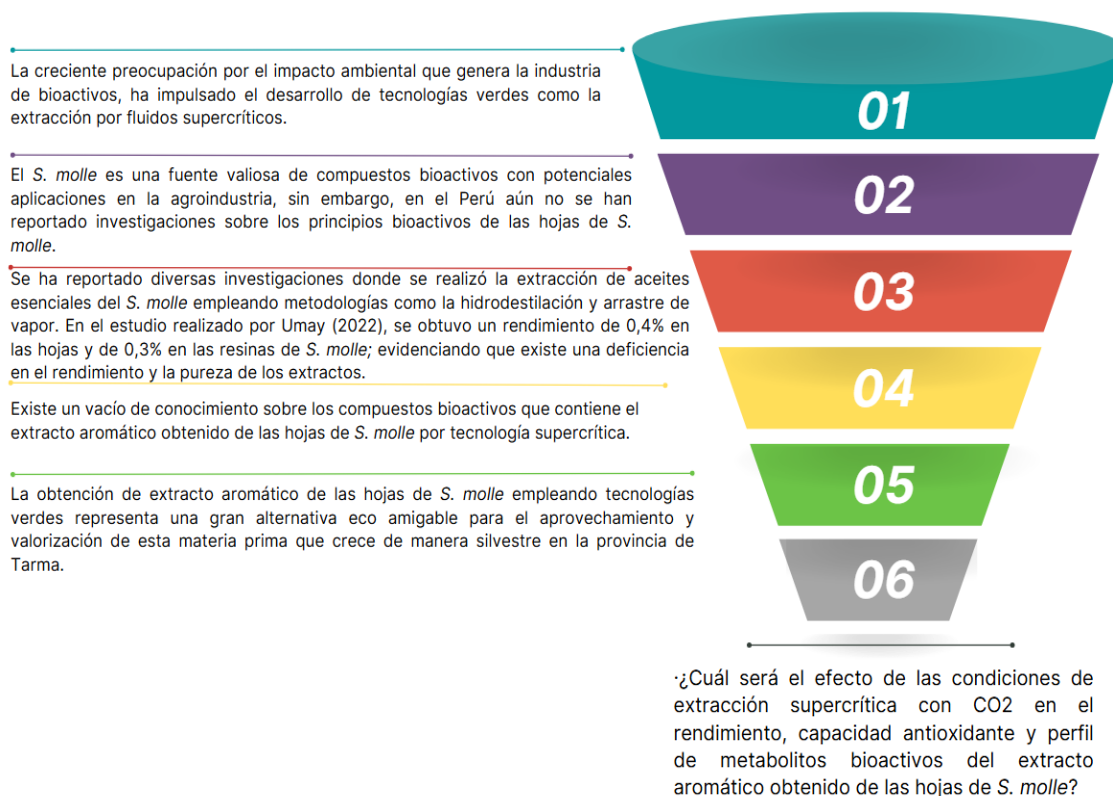 La creciente preocupación por el impacto ambiental que genera la industria
de bioactivos, ha impulsado el desarrollo de tecnologías verdes como la
extracción por fluidos supercríticos.
01
El S. molle es una fuente valiosa de compuestos bioactivos con potenciales
aplicaciones en la agroindustria, sin embargo, en el Perú aún no se han
reportado investigaciones sobre los principios bioactivos de las hojas de S.
molle.
02
Se ha reportado diversas investigaciones donde se realizó la extracción de aceites
esenciales del S. molle empleando metodologías como la hidrodestilación y arrastre de
vapor. En el estudio realizado por Umay (2022), se obtuvo un rendimiento de 0,4% en
las hojas y de 0,3% en las resinas de S. molle; evidenciando que existe una deficiencia
en el rendimiento y la pureza de los extractos.
03
Existe un vacío de conocimiento sobre los compuestos bioactivos que contiene el
extracto aromático obtenido de las hojas de S. molle por tecnología supercrítica.
04
La obtención de extracto aromático de las hojas de S. molle empleando tecnologías
verdes representa una gran alternativa eco amigable para el aprovechamiento y
valorización de esta materia prima que crece de manera silvestre en la provincia de
Tarma.
05
06
·¿Cuál será el efecto de las condiciones de
extracción supercrítica con CO2 en el
rendimiento, capacidad antioxidante y perfil
de metabolitos bioactivos del extracto
aromático obtenido de las hojas de S. molle?